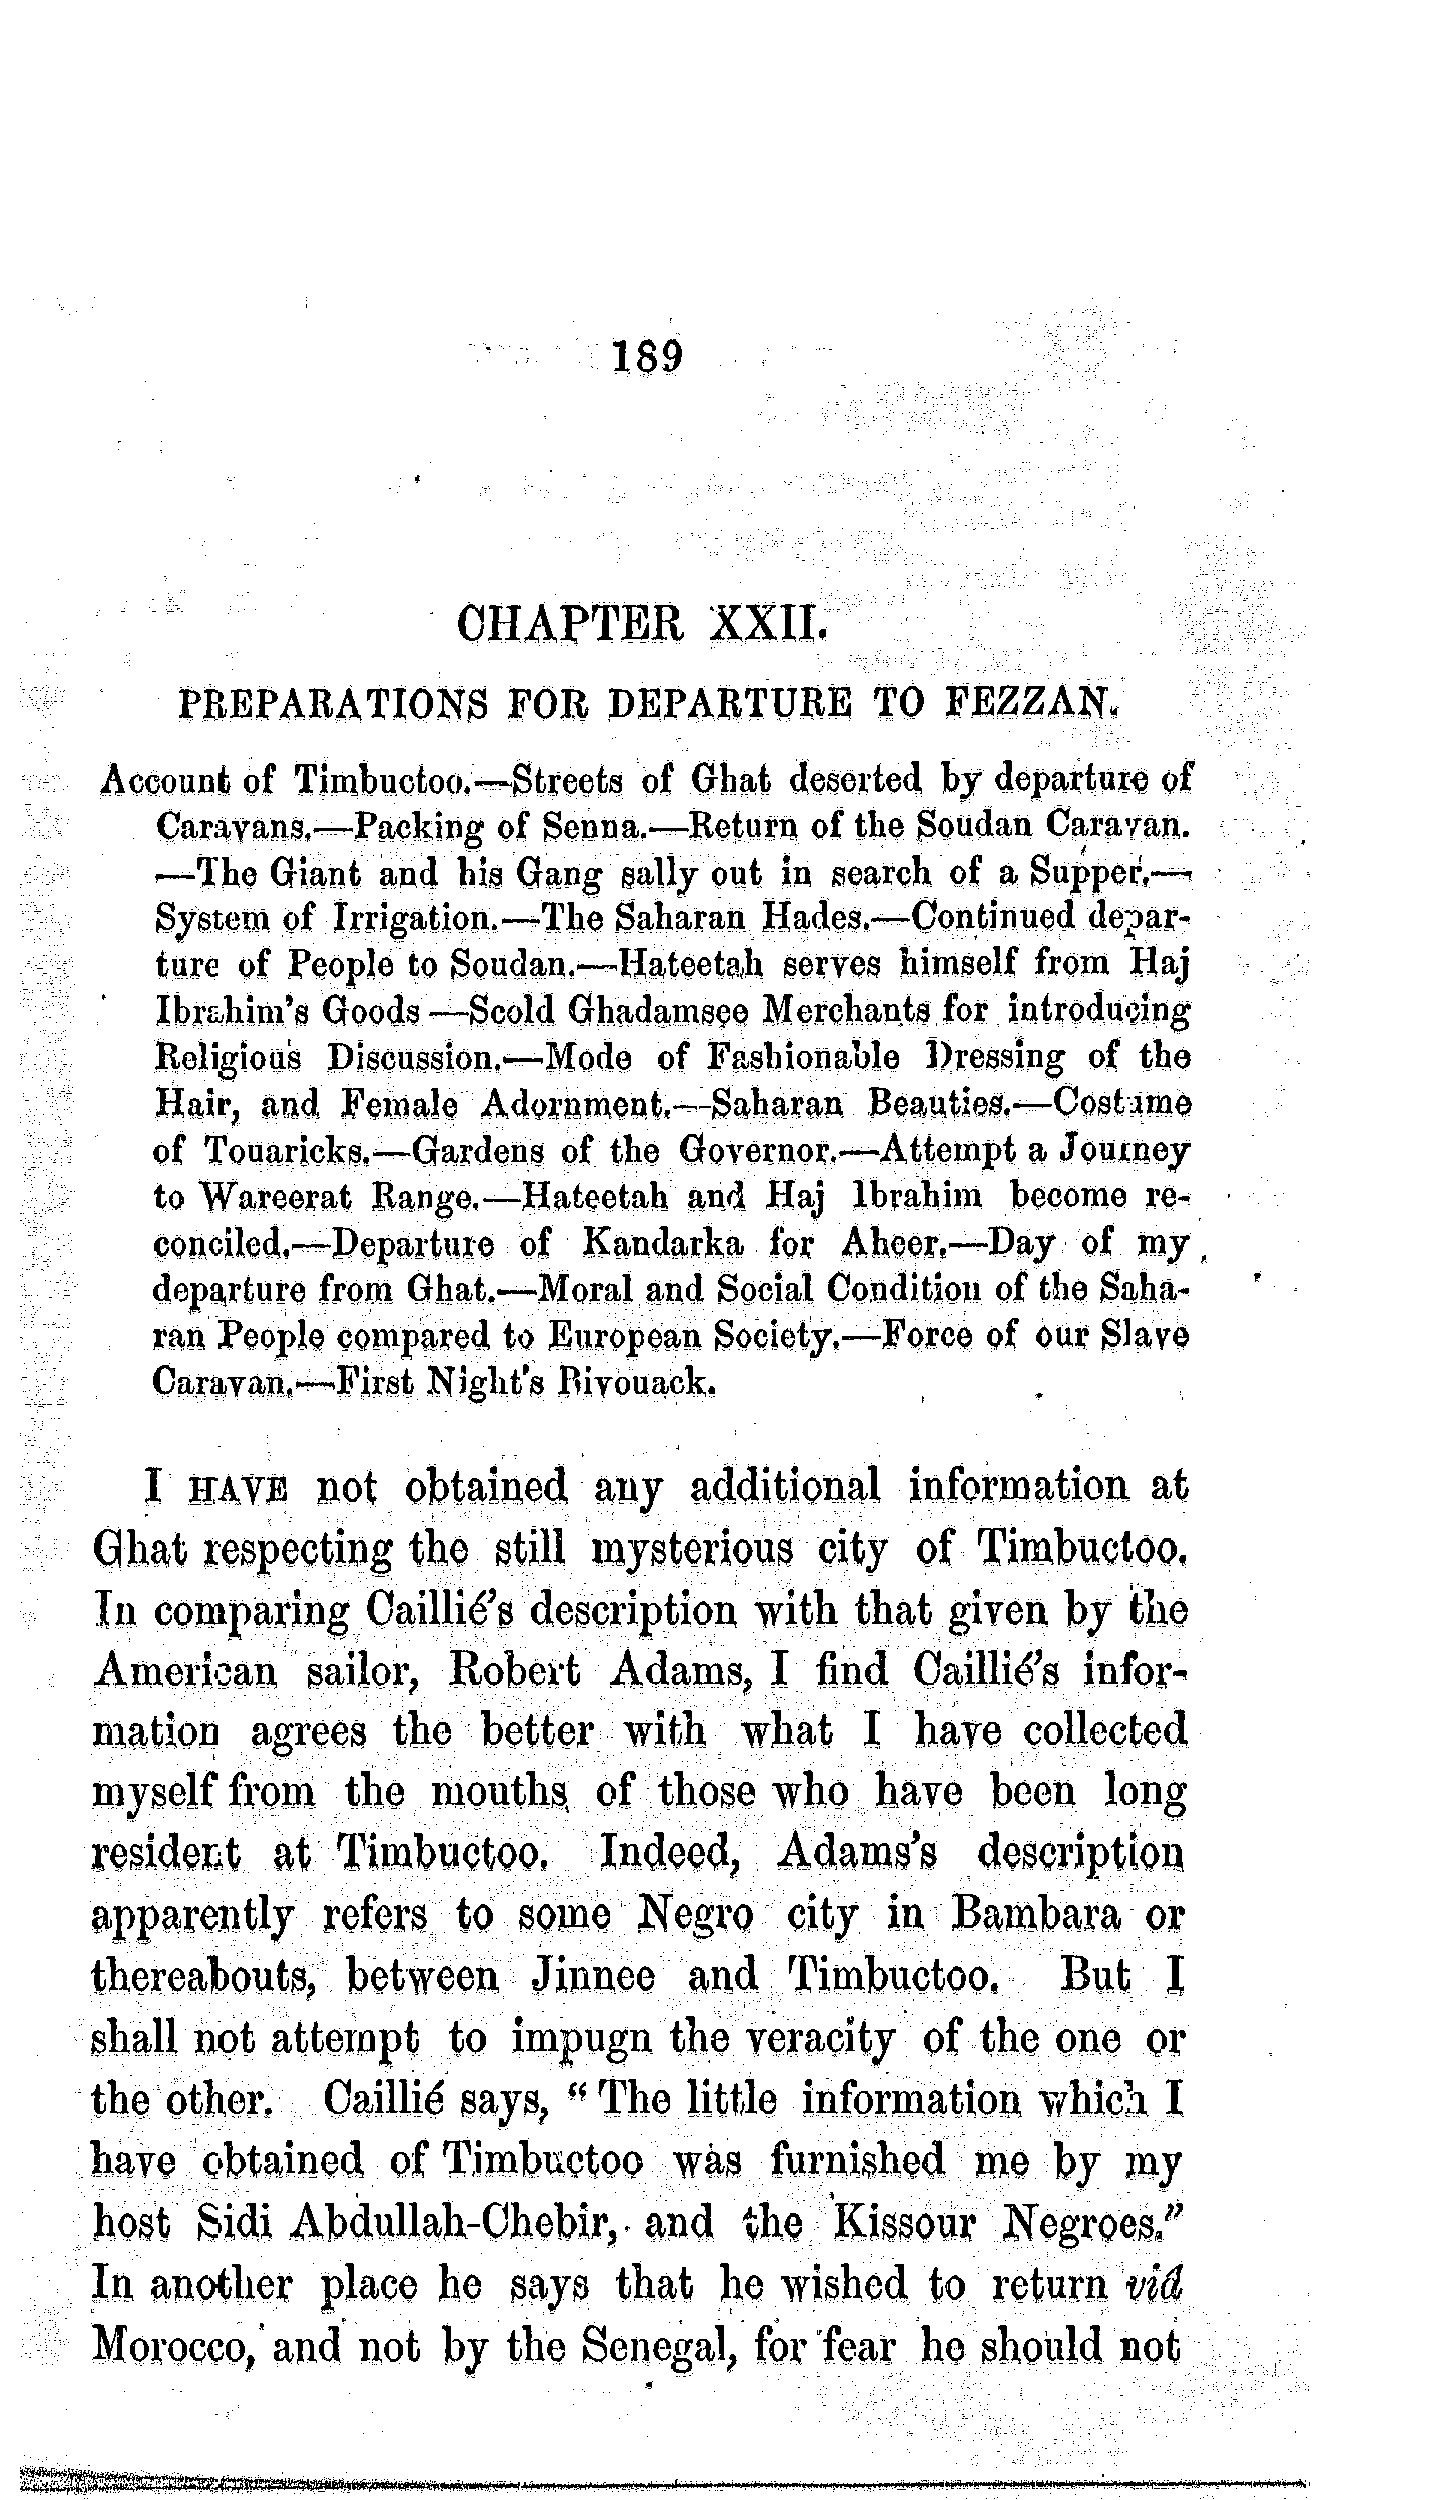 189
CHAPTER XXII.
PREPARATIONS FOR DEPARTURE TO FEZZAN.
Account of Timbuctoo.—Streets of Ghat deserted by departure of
Caravans.—Packing of Senna.—Return of the Soudan Caravan.
—The Giant and his Gang sally out in search of a Supper.—
System of Irrigation.—The Saharan Hades.—Continued depar-
ture of People to Soudan.—Hateetah serves himself from Haj
Ibrahim's Goods—Scold Ghadamsee Merchants for introducing
Religious Discussion.—Mode of Fashionable Dressing of the
Hair, and Female Adornment.—Saharan Beauties.—Costume
of Touaricks.—Gardens of the Governor.—Attempt a Journey
to Wareerat Range.—Hateetah and Haj Ibrahim become re-
conciled.—Departure of Kandarka for Aheer.—Day of my
departure from Ghat.—Moral and Social Condition of the Saha-
ran People compared to European Society.—Force of our Slave
Caravan.—First Night's Bivouack.
I HAVE not obtained any additional information at
Ghat respecting the still mysterious city of Timbuctoo.
In comparing Caillié's description with that given by the
American sailor, Robert Adams, I find Caillié's infor-
mation agrees the better with what I have collected
myself from the mouths of those who have been long
resident at Timbuctoo. Indeed, Adams's description
apparently refers to some Negro city in Bambara or
thereabouts, between Jinnee and Timbuctoo. But I
shall not attempt to impugn the veracity of the one or
the other. Caillié says, "The little information which I
have obtained of Timbuctoo was furnished me by my
host Sidi Abdullah-Chebir, and the Kissour Negroes."
In another place he says that he wished to return viâ
Morocco, and not by the Senegal, for fear he should not